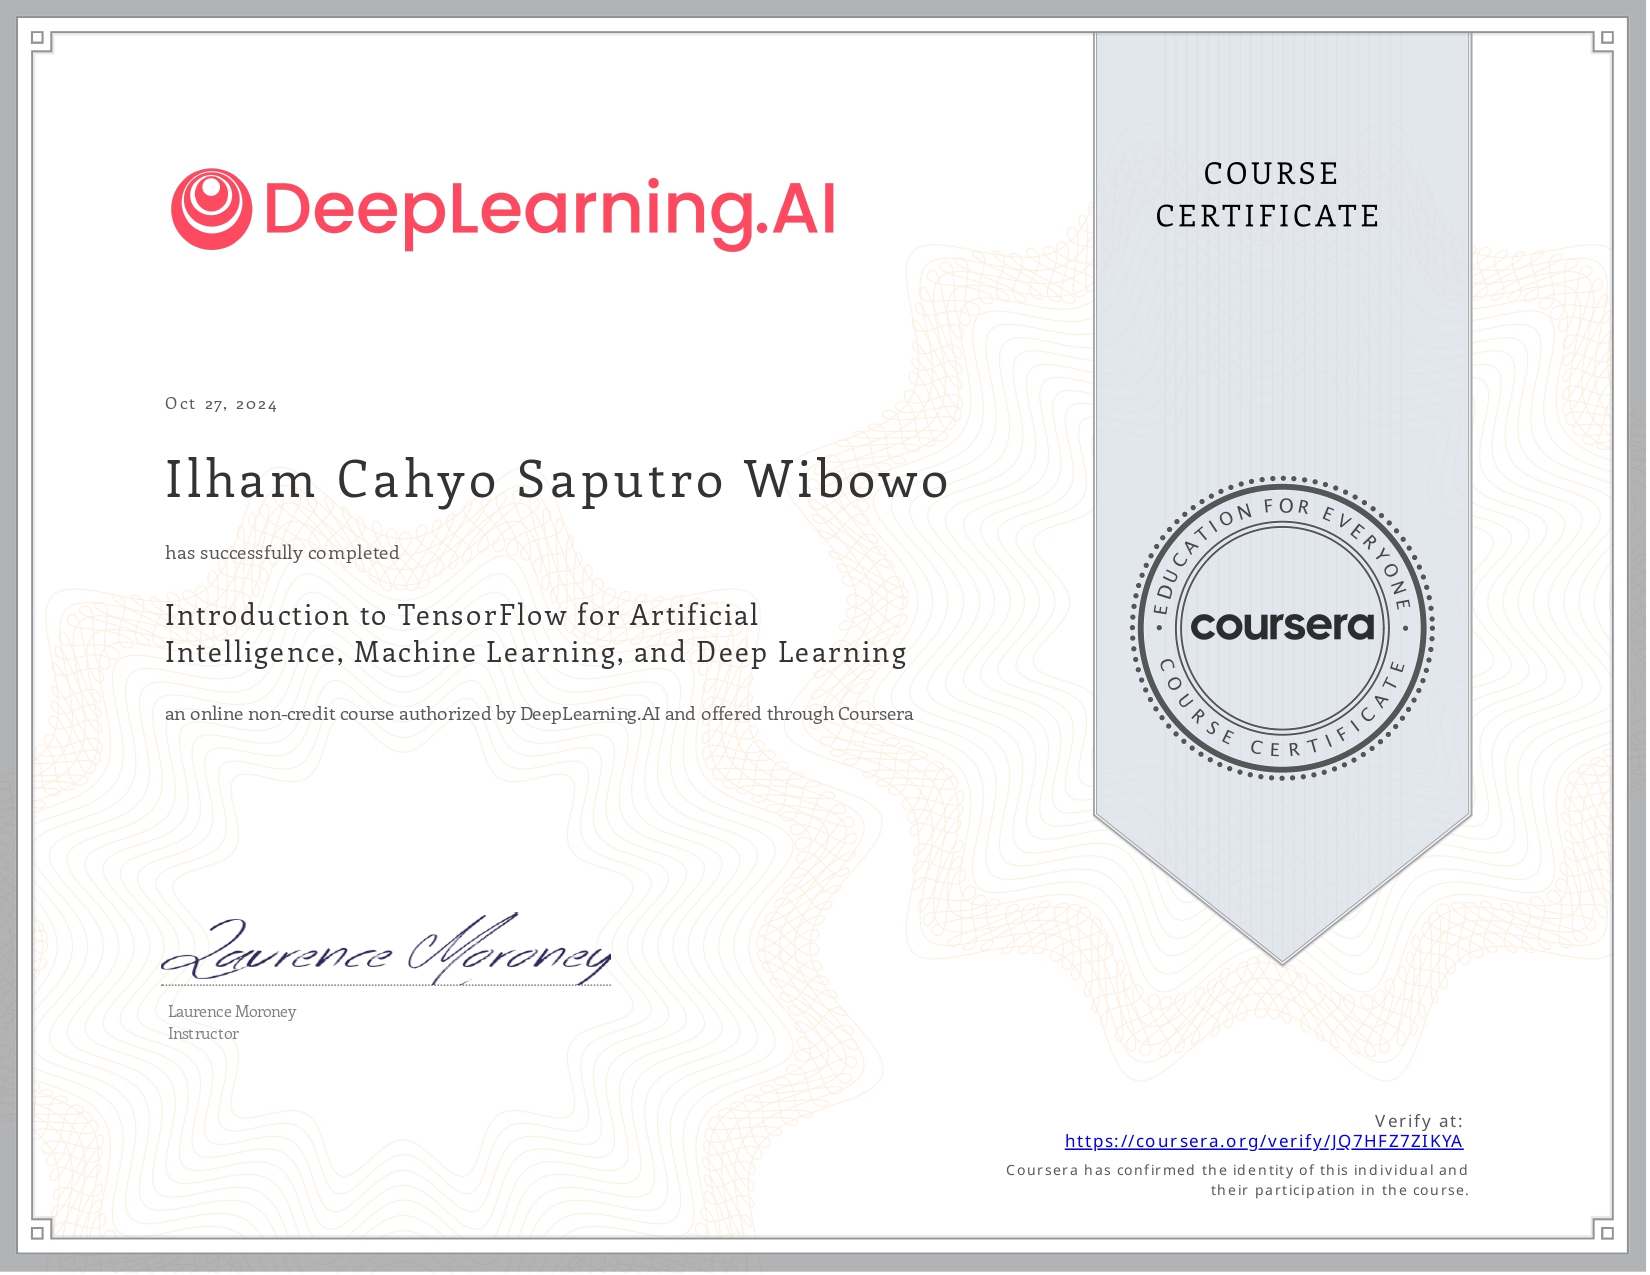 DeepLearning.AI
COURSE
CERTIFICATE
Oct 27, 2024
Ilham Cahyo Saputro Wibowo
has successfully completed
Introduction to TensorFlow for Artificial
Intelligence, Machine Learning, and Deep Learning
an online non-credit course authorized by DeepLearning.AI and offered through Coursera
EDUCATION FOR EVERYONE
coursera
COURSE CERTIFICATE
Laurence Moroney
Laurence Moroney
Instructor
Verify at:
https://coursera.org/verify/JQ7HFZ7ZIKYA
Coursera has confirmed the identity of this individual and
their participation in the course.